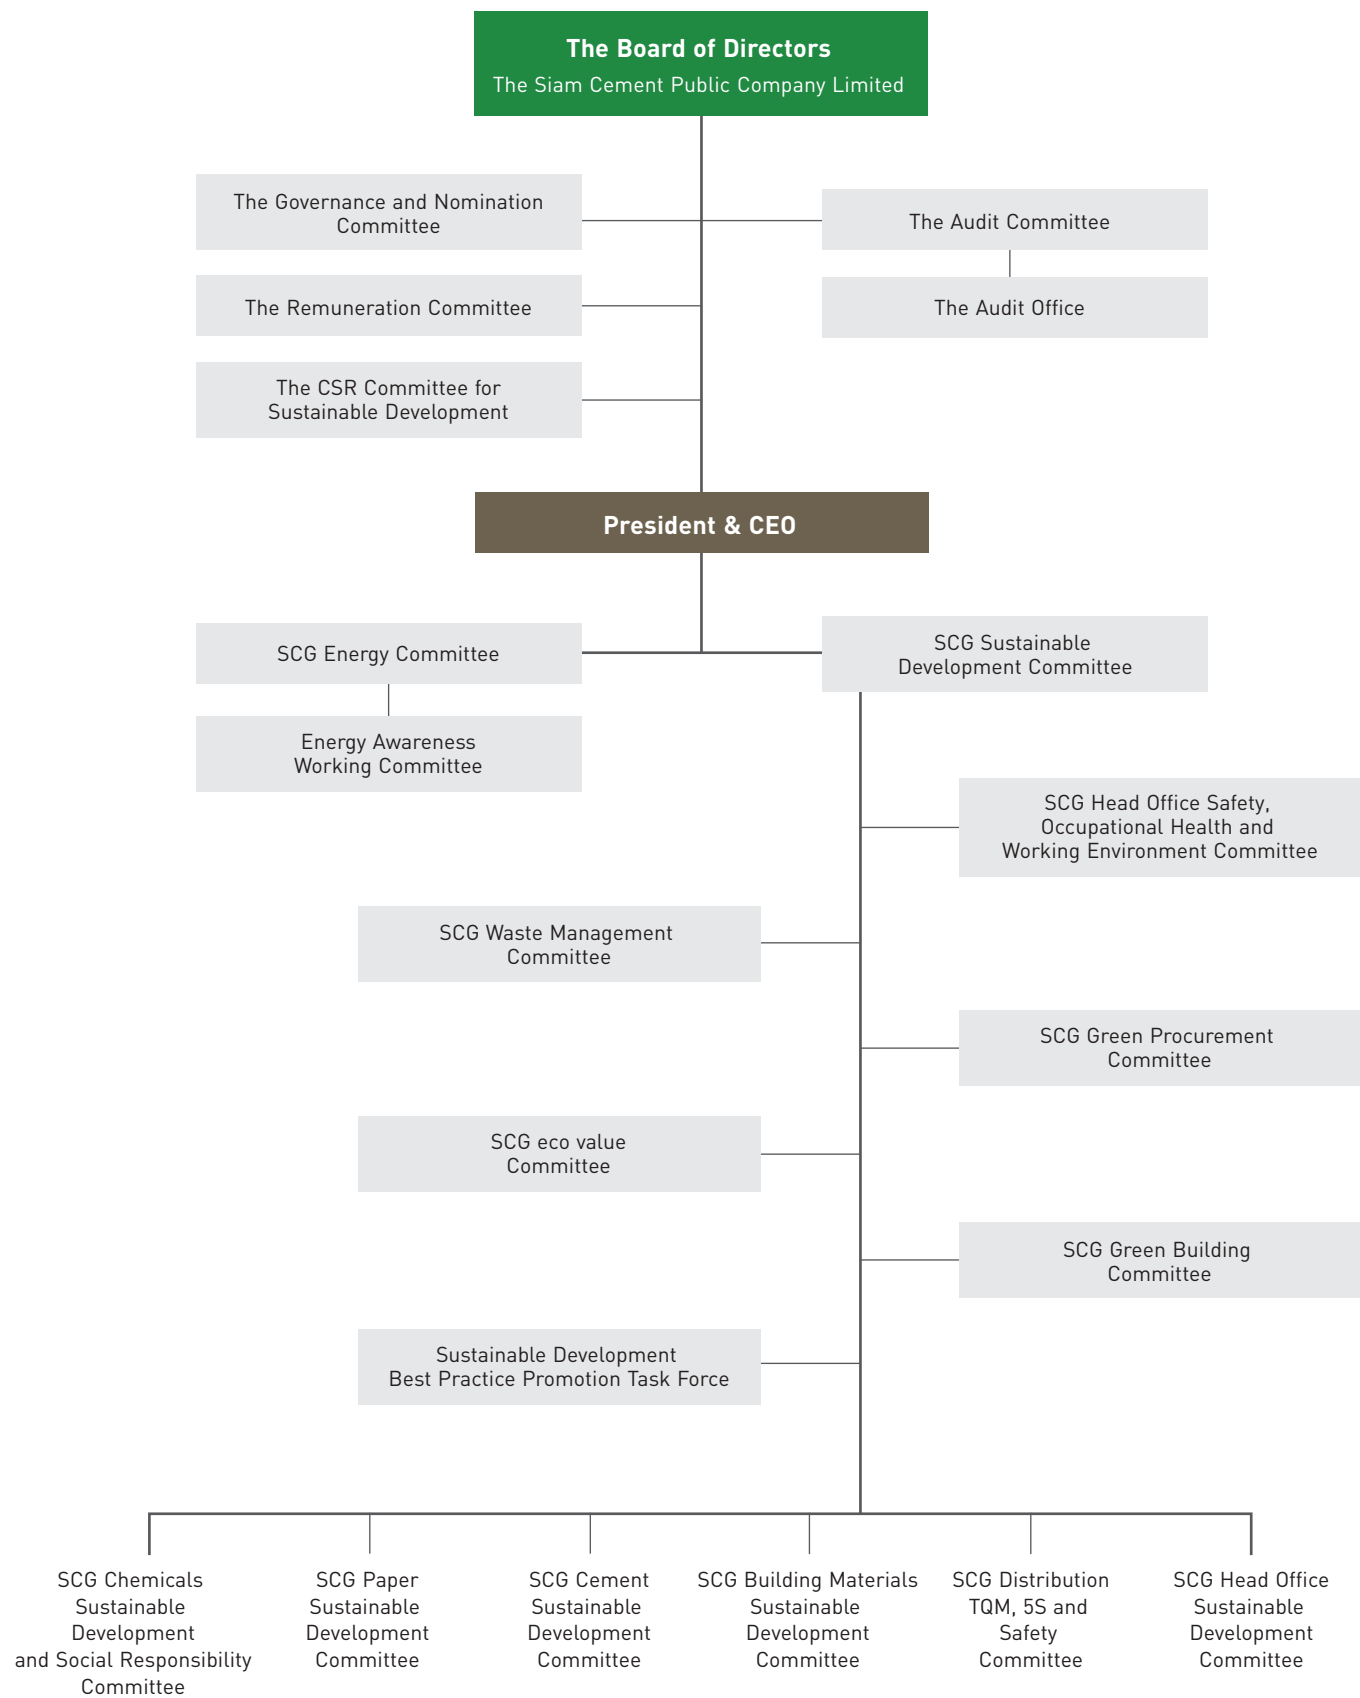 The Board of Directors
The Siam Cement Public Company Limited
The Governance and Nomination
Committee
The Audit Committee
The Remuneration Committee
The Audit Office
The CSR Committee for
Sustainable Development
President & CEO
SCG Energy Committee
SCG Sustainable
Development Committee
Energy Awareness
Working Committee
SCG Head Office Safety,
Occupational Health and
Working Environment Committee
SCG Waste Management
Committee
SCG Green Procurement
Committee
SCG eco value
Committee
SCG Green Building
Committee
Sustainable Development
Best Practice Promotion Task Force
SCG Chemicals
Sustainable
Development
and Social Responsibility
Committee
SCG Paper
Sustainable
Development
Committee
SCG Cement
Sustainable
Development
Committee
SCG Building Materials
Sustainable
Development
Committee
SCG Distribution
TQM, 5S and
Safety
Committee
SCG Head Office
Sustainable
Development
Committee